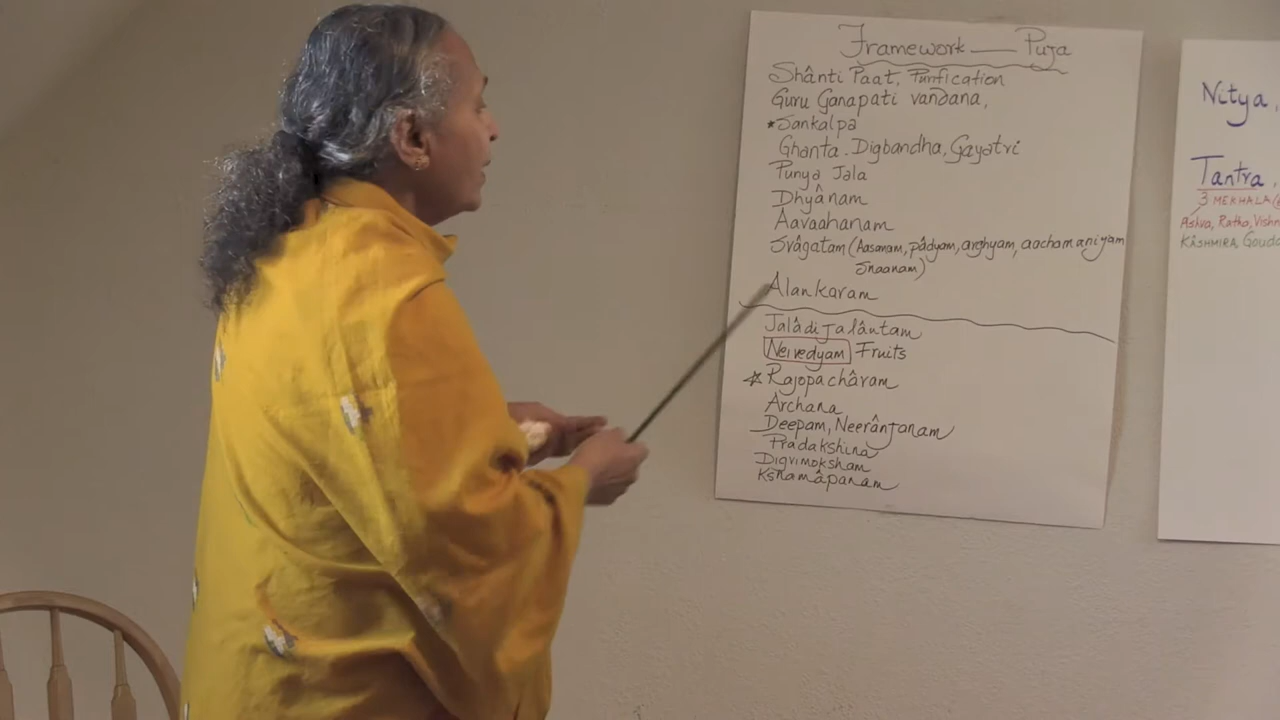 Framework — Puja
Shânti Paat, Purification
Guru Ganapati vandana,
*Sankalpa
Ghanta. Digbandha, Gayatri
Punya Jala
Dhyânam
Aavaahanam
Svâgatam (Aasanam, pâdyam, arghyam, aachamaniyam
Snaanam)
Alankaram
Jalâdi Jalântam
Neivedyam Fruits
☆ Rajopachâram
Archana
Deepam, Neerânjanam
Pradakshina
Digvimoksham
Kshamâpanam
Nitya,
Tantra,
3 MEKHALA
Askva, Ratha, Vishn
KÂSHMIRA, Gouda